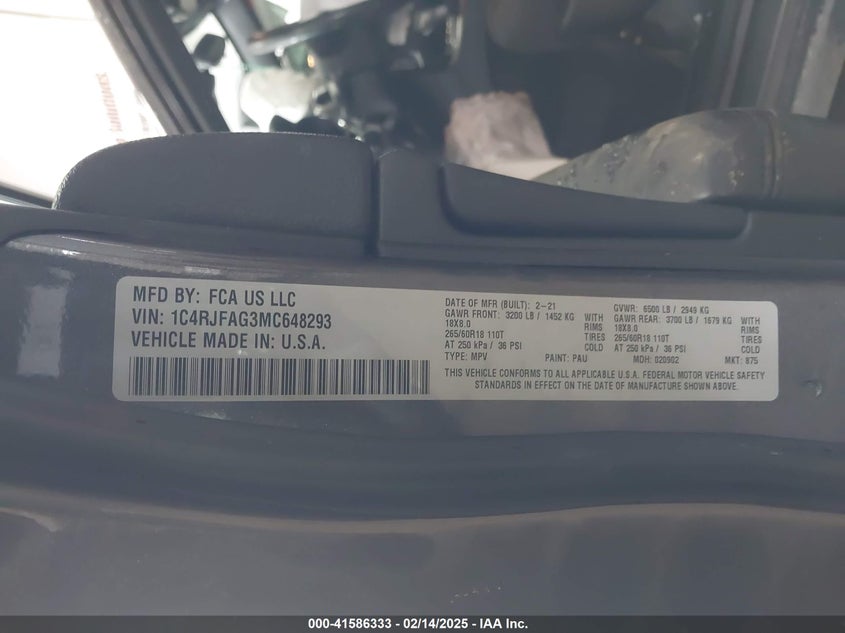 MFD BY: FCA US LLC
VIN: 1C4RJFAG3MC648293
VEHICLE MADE IN: U.S.A.
DATE OF MFR (BUILT): 2-21
GAWR FRONT: 3200 LB / 1452 KG WITH
18X8.0 RIMS
265/60R18 110T TIRES
AT 250 kPa / 36 PSI COLD
TYPE: MPV PAINT: PAU
GVWR: 6500 LB / 2949 KG
GAWR REAR: 3700 LB / 1679 KG WITH
18X8.0 RIMS
265/60R18 110T TIRES
AT 250 kPa / 36 PSI COLD
MDH: 020902 MKT: 875
THIS VEHICLE CONFORMS TO ALL APPLICABLE U.S.A. FEDERAL MOTOR VEHICLE SAFETY
STANDARDS IN EFFECT ON THE DATE OF MANUFACTURE SHOWN ABOVE.
000-41586333 - 02/14/2025 - IAA Inc.